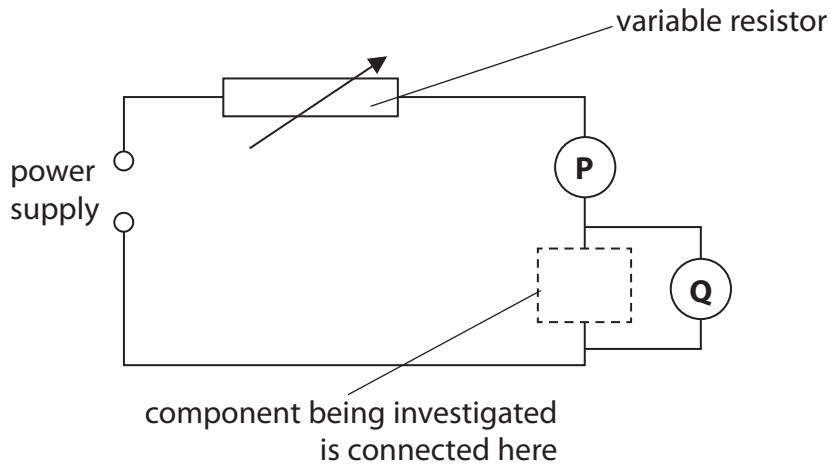 variable resistor
power
supply
P
Q
component being investigated
is connected here